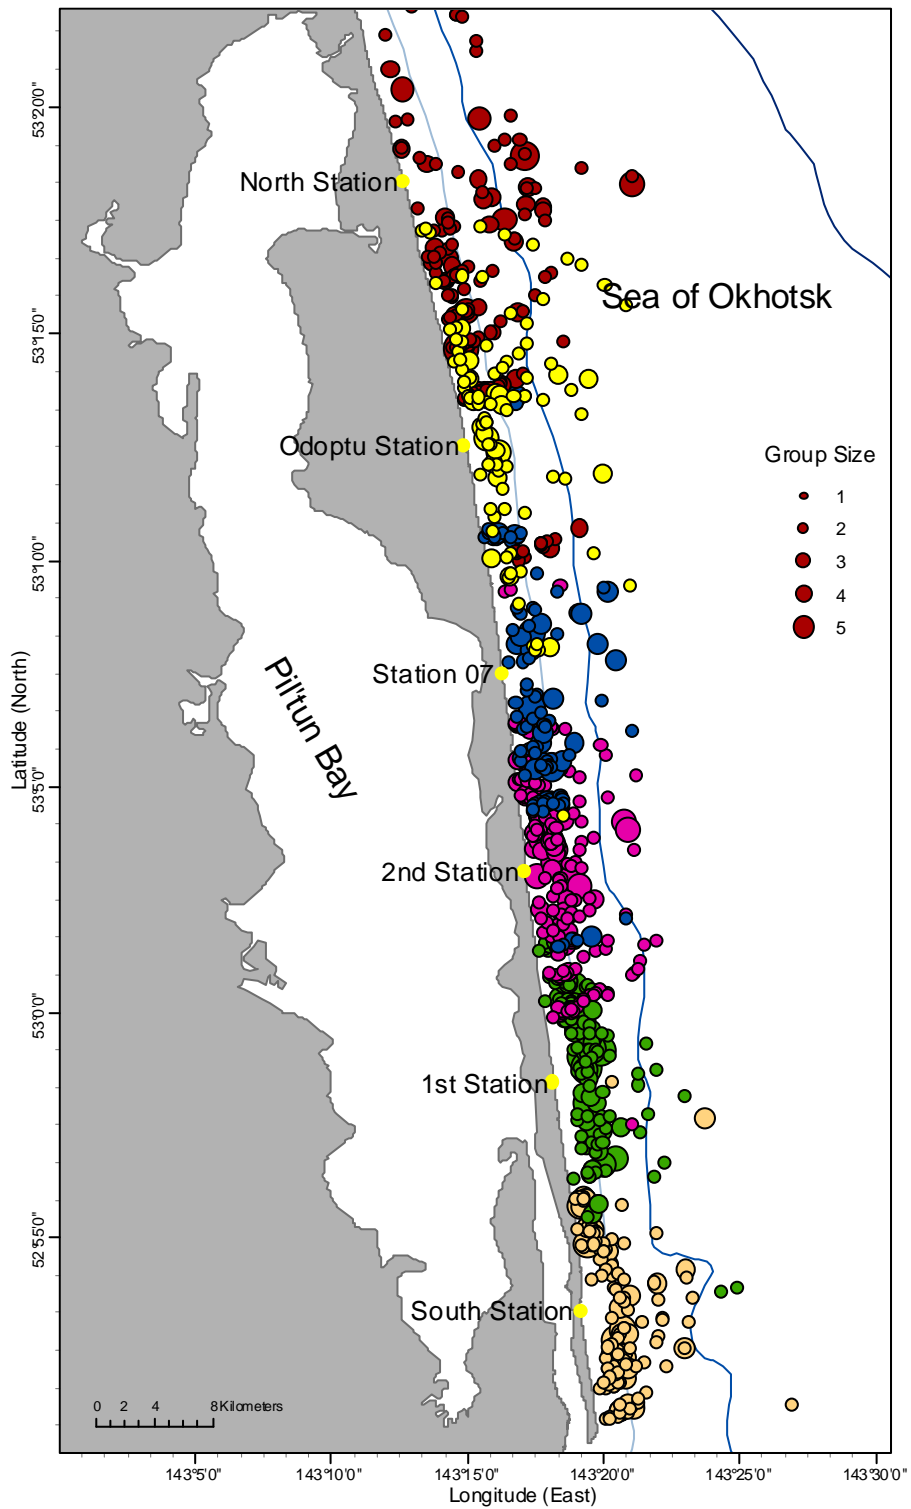 53°20'0"
North Station
Sea of Okhotsk
53°15'0"
Odoptu Station
Group Size
1
2
3
4
5
53°10'0"
Station 07
Pil'tun Bay
Latitude (North)
53°5'0"
2nd Station
53°0'0"
1st Station
52°55'0"
South Station
0 2 4 8 Kilometers
143°5'0" 143°10'0" 143°15'0" 143°20'0" 143°25'0" 143°30'0"
Longitude (East)